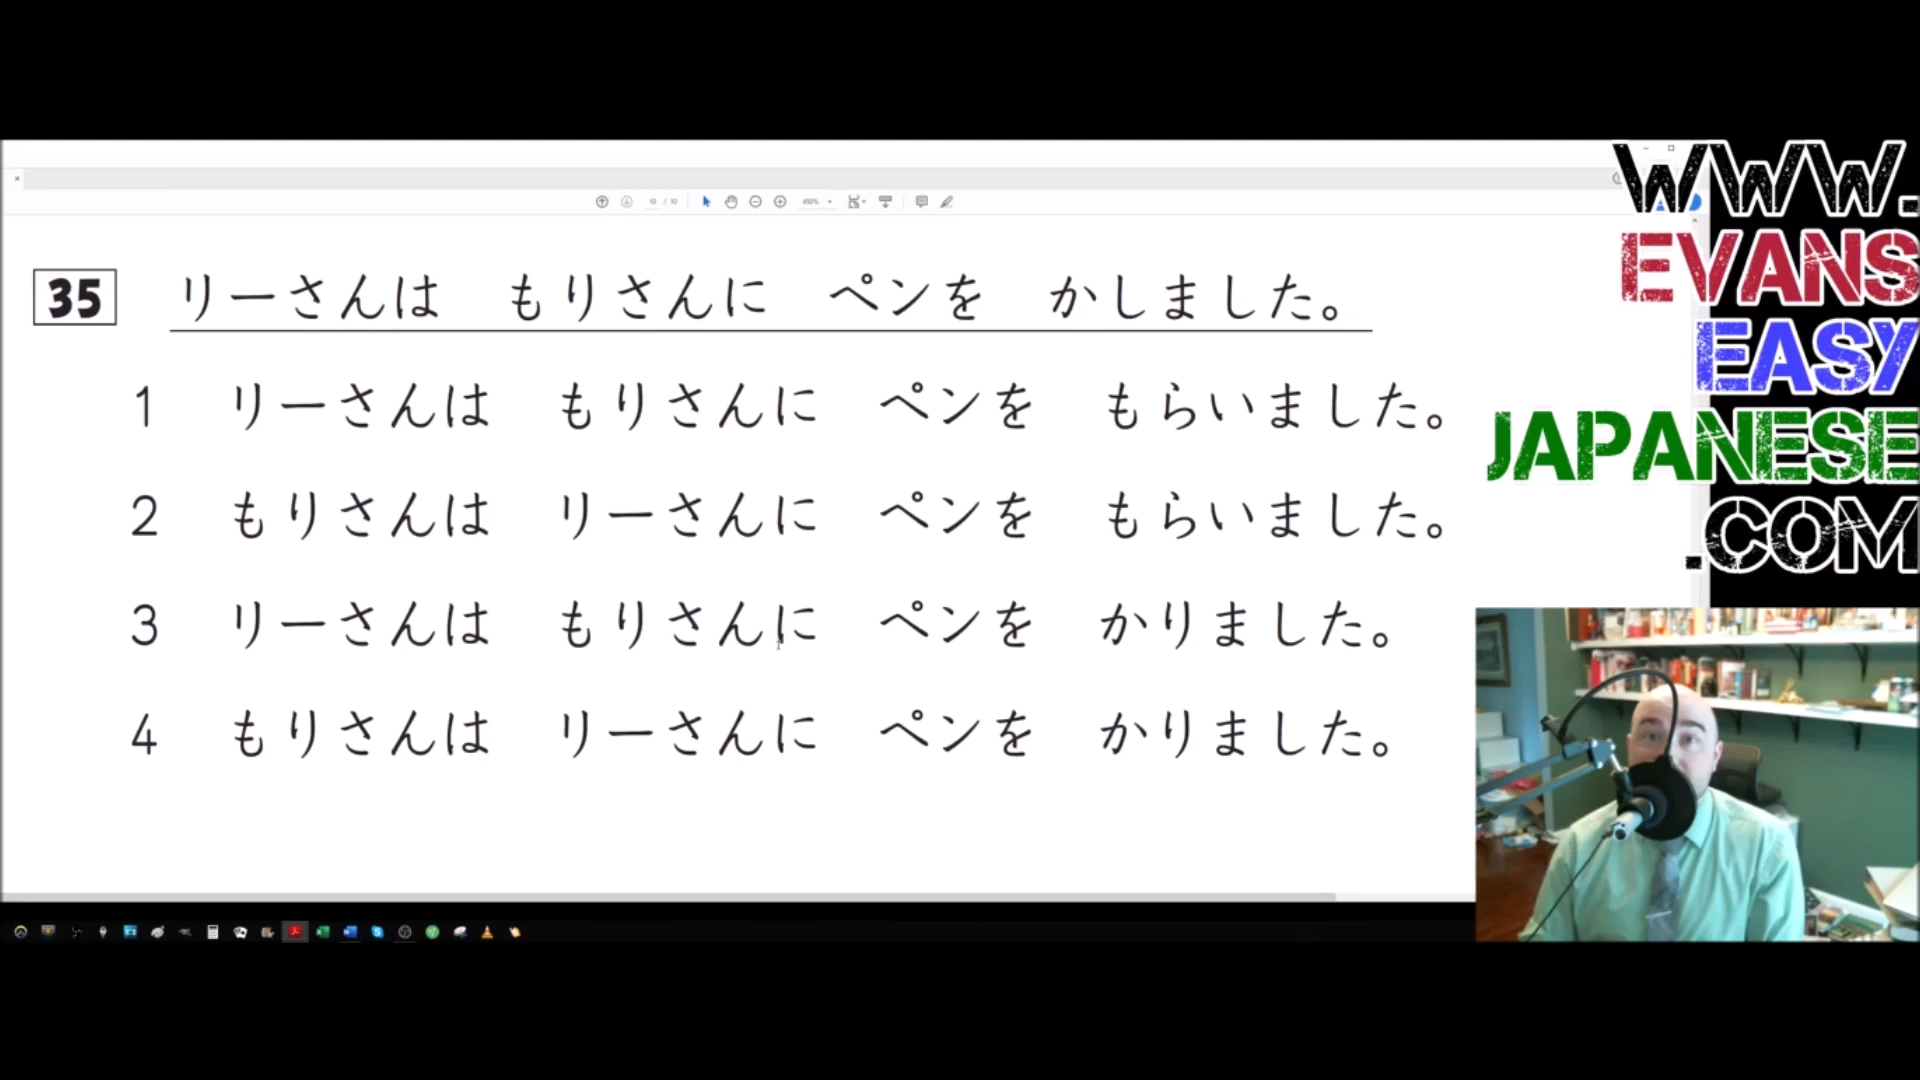 35 リーさんは もりさんに ペンを かしました。
1 リーさんは もりさんに ペンを もらいました。
2 もりさんは リーさんに ペンを もらいました。
3 リーさんは もりさんに ペンを かりました。
4 もりさんは リーさんに ペンを かりました。
WWW.
EVANS
EASY
JAPANESE
.COM